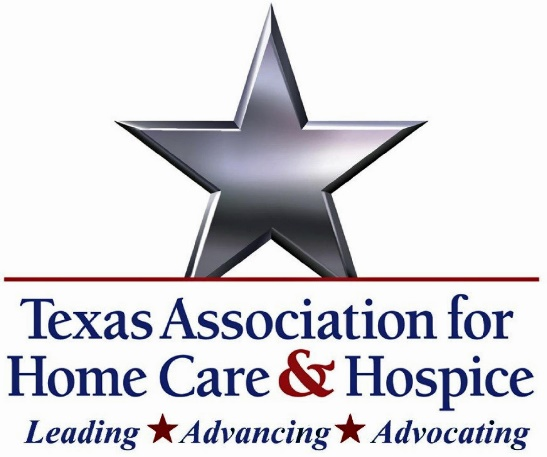 Texas Association for
Home Care & Hospice
Leading ★ Advancing ★ Advocating